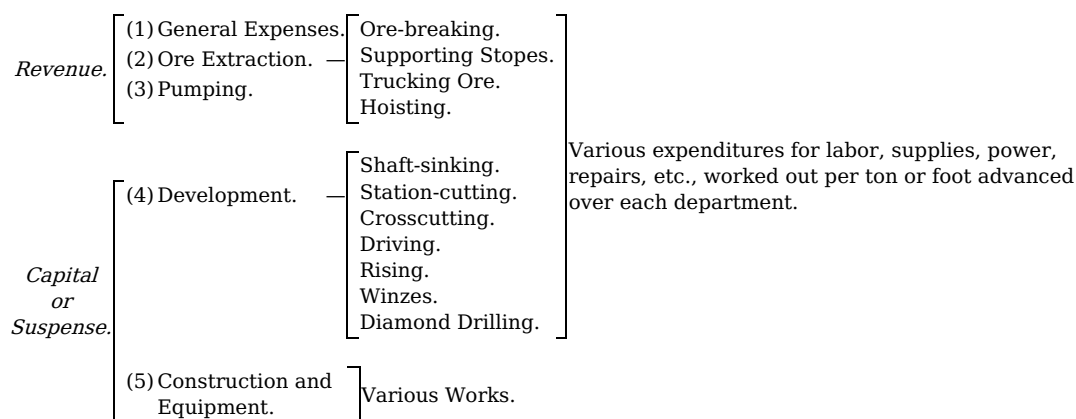 Revenue.
(1) General Expenses.
(2) Ore Extraction. —
(3) Pumping.
Ore-breaking.
Supporting Stopes.
Trucking Ore.
Hoisting.
Capital
or
Suspense.
(4) Development. —
Shaft-sinking.
Station-cutting.
Crosscutting.
Driving.
Rising.
Winzes.
Diamond Drilling.
Various expenditures for labor, supplies, power,
repairs, etc., worked out per ton or foot advanced
over each department.
(5) Construction and
Equipment.
Various Works.